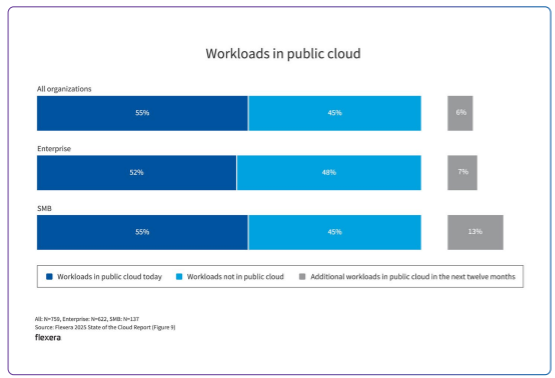 Workloads in public cloud
All organizations
55% 45% 6%
Enterprise
52% 48% 7%
SMB
55% 45% 13%
Workloads in public cloud today Workloads not in public cloud Additional workloads in public cloud in the next twelve months
All: N=759, Enterprise: N=622, SMB: N=137
Source: Flexera 2025 State of the Cloud Report (Figure 9)
flexera